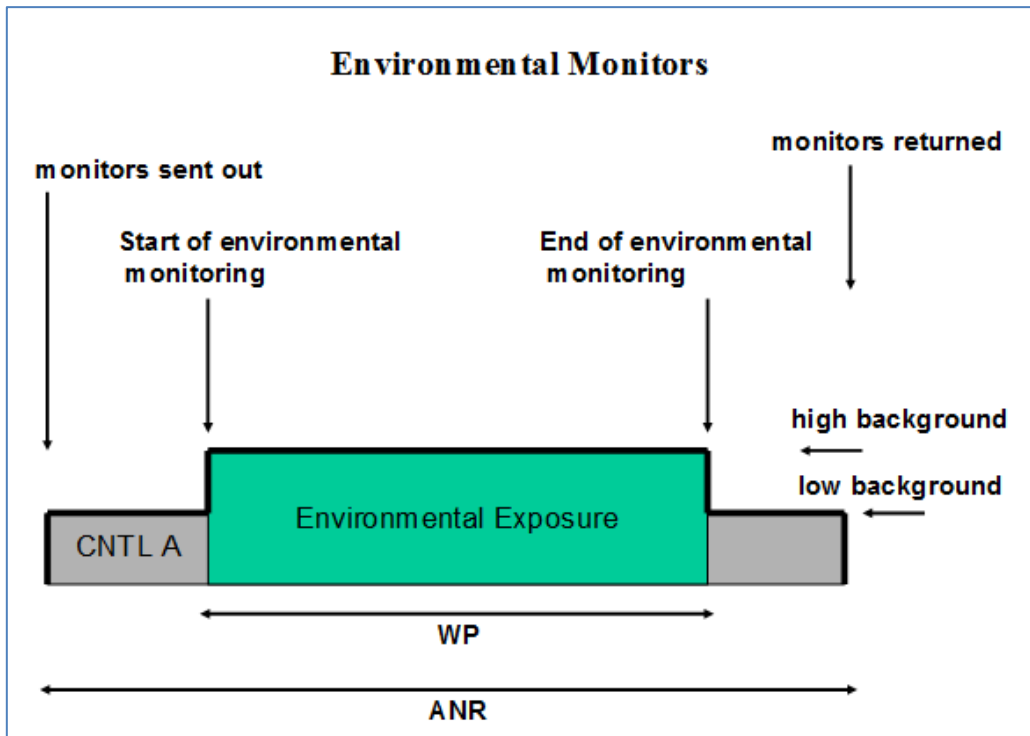 Environmental Monitors
monitors returned
monitors sent out
Start of environmental
monitoring
End of environmental
monitoring
high background
low background
Environmental Exposure
CNTL A
WP
ANR